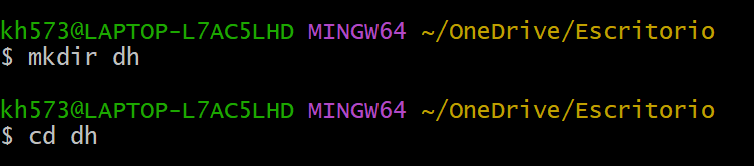 kh573@LAPTOP-L7AC5LHD MINGW64 ~/OneDrive/Escritorio
$ mkdir dh
kh573@LAPTOP-L7AC5LHD MINGW64 ~/OneDrive/Escritorio
$ cd dh